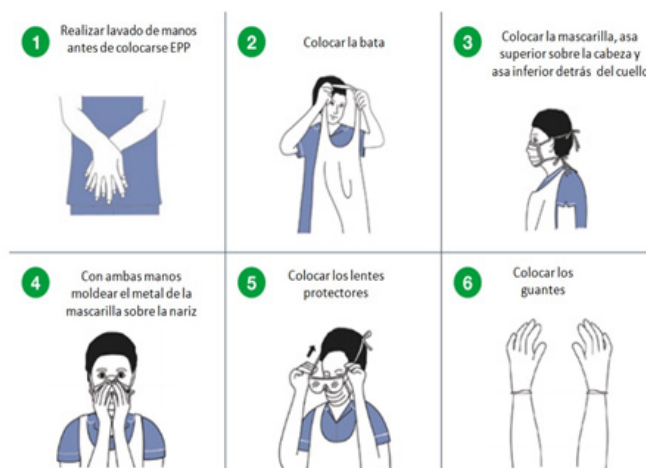 1
Realizar lavado de manos
antes de colocarse EPP
2
Colocar la bata
3
Colocar la mascarilla, asa
superior sobre la cabeza y
asa inferior detrás del cuello
4
Con ambas manos
moldear el metal de la
mascarilla sobre la nariz
5
Colocar los lentes
protectores
6
Colocar los
guantes